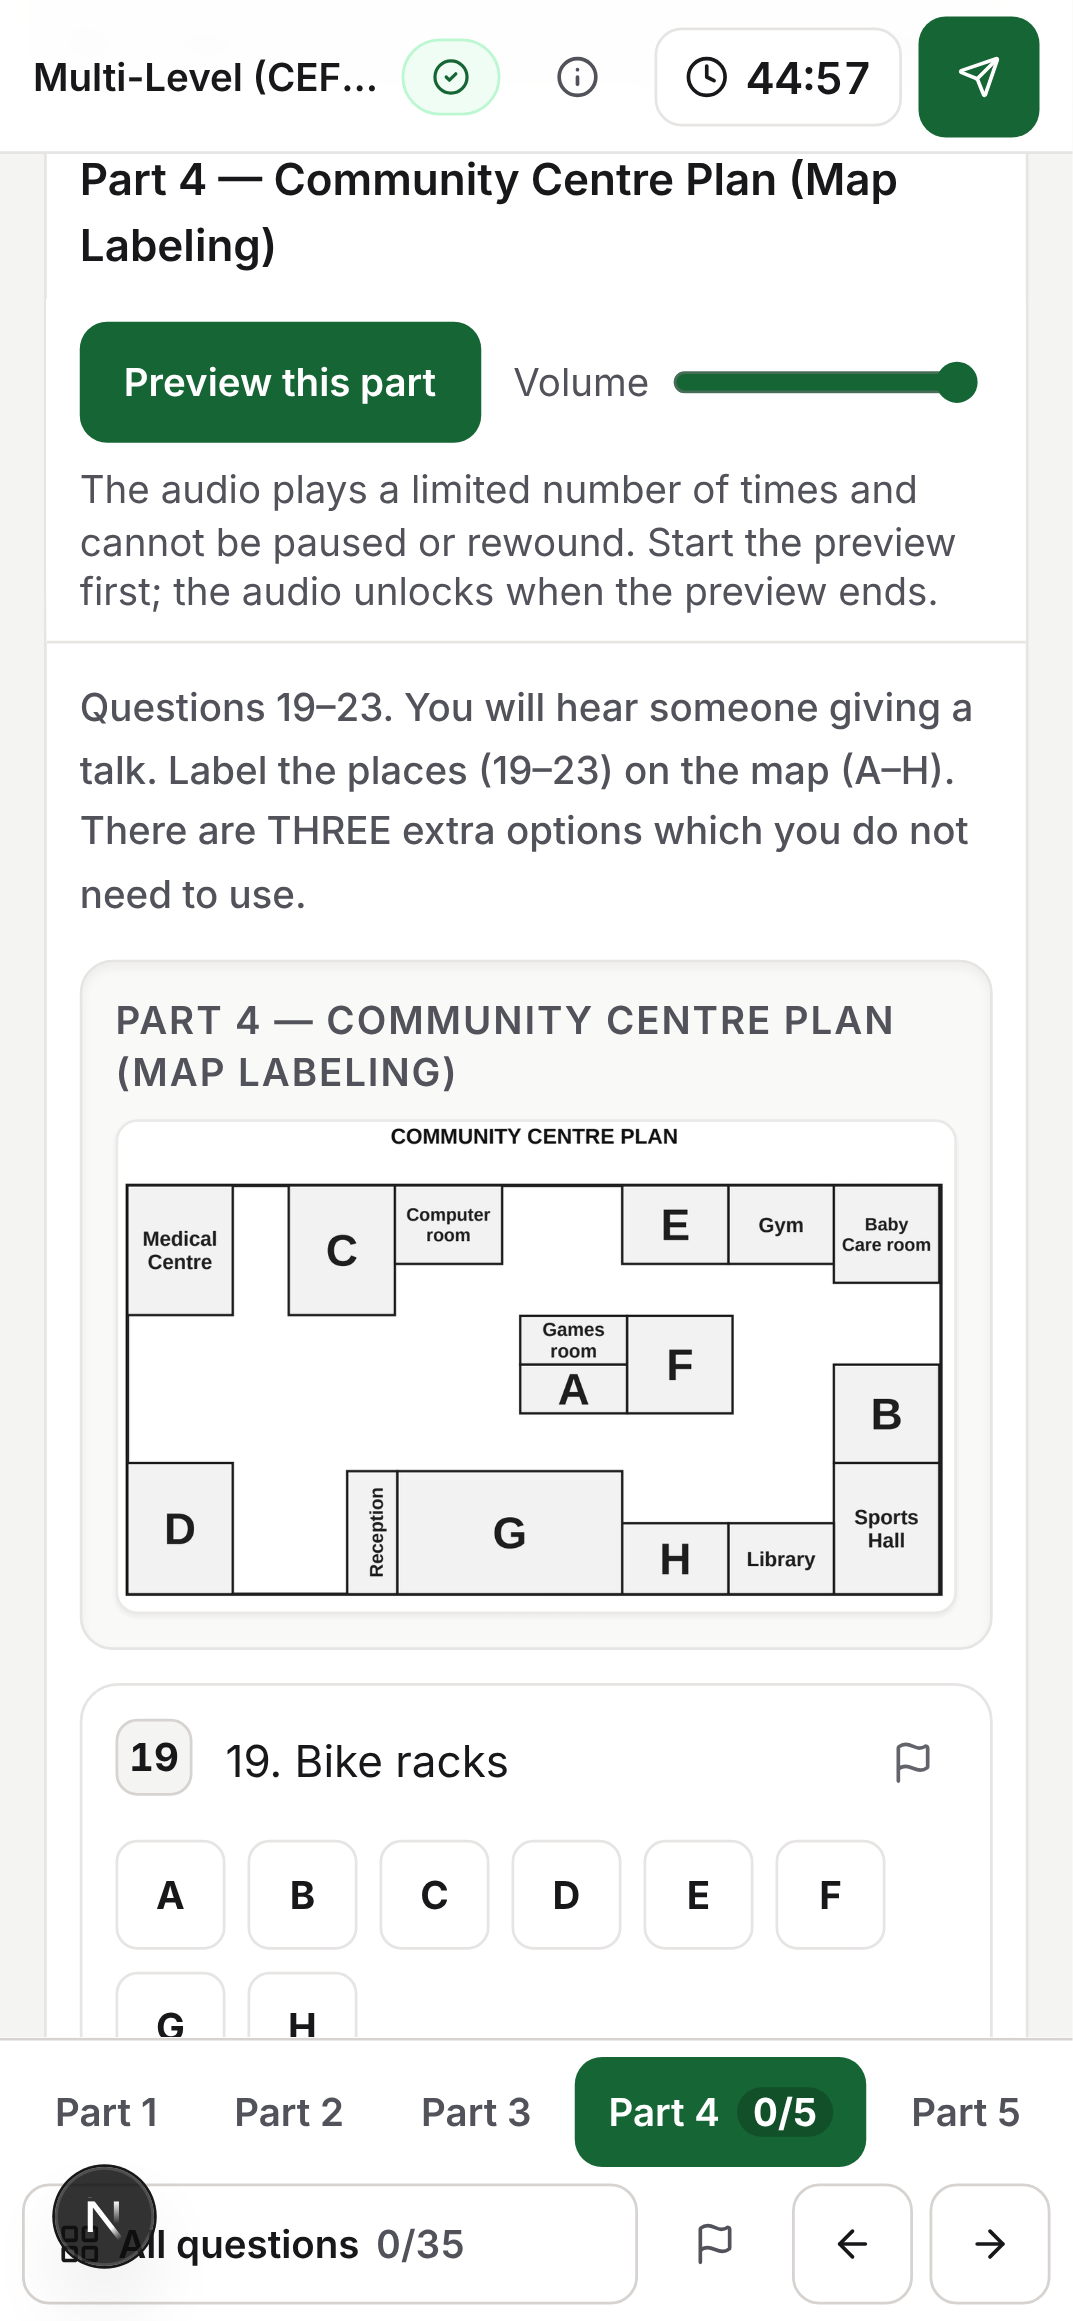 Multi-Level (CEF...
44:57
Part 4 — Community Centre Plan (Map
Labeling)
Preview this part
Volume
The audio plays a limited number of times and
cannot be paused or rewound. Start the preview
first; the audio unlocks when the preview ends.
Questions 19–23. You will hear someone giving a
talk. Label the places (19–23) on the map (A–H).
There are THREE extra options which you do not
need to use.
PART 4 — COMMUNITY CENTRE PLAN
(MAP LABELING)
COMMUNITY CENTRE PLAN
Medical
Centre
C
Computer
room
E
Gym
Baby
Care room
Games
room
A
F
B
D
Reception
G
H
Library
Sports
Hall
19
19. Bike racks
A
B
C
D
E
F
G
H
Part 1
Part 2
Part 3
Part 4
0/5
Part 5
N
All questions 0/35